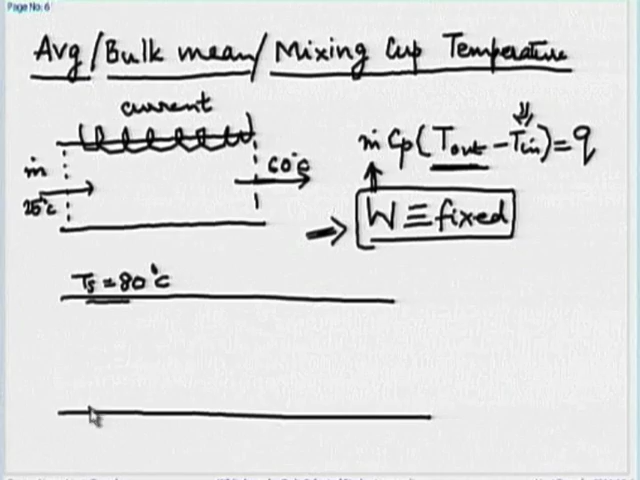 Page No: 6
Avg/Bulk mean/Mixing Cup Temperature
current
ṁ Cp(Tout - Tin) = q
ṁ
60°C
25°C
W ≡ fixed
Ts = 80°C